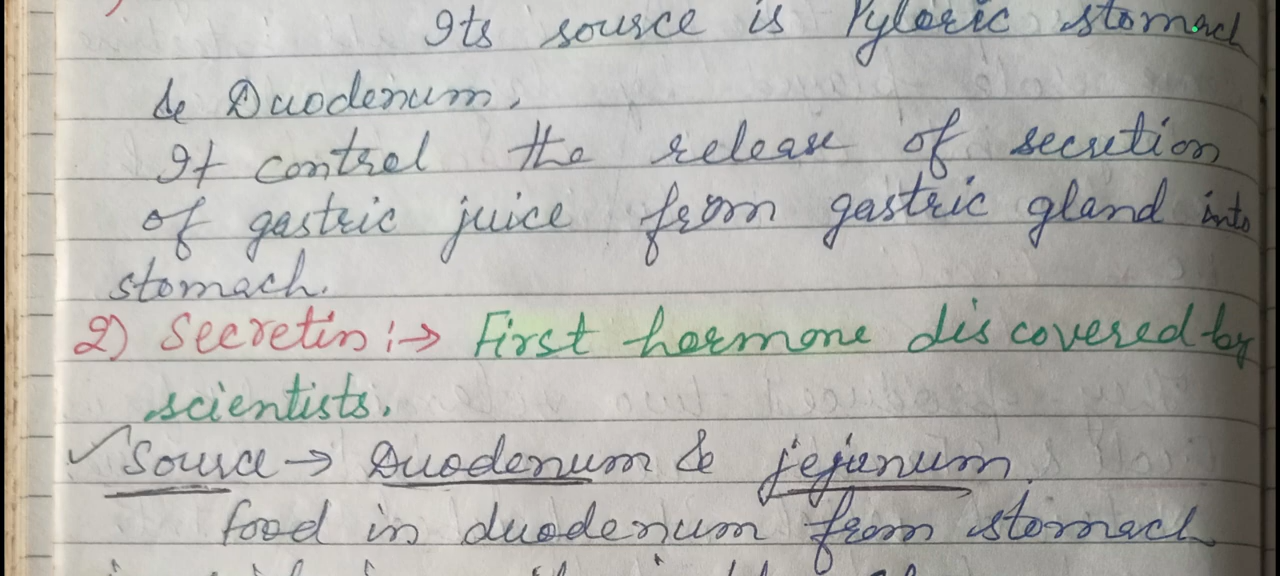 Its source is Pyloric stomach
& Duodenum.
It control the release of secretion
of gastric juice from gastric gland into
stomach.
2) Secretin :→ First hormone discovered by
scientists.
✓ Source → Duodenum & jejunum.
food in duodenum from stomach